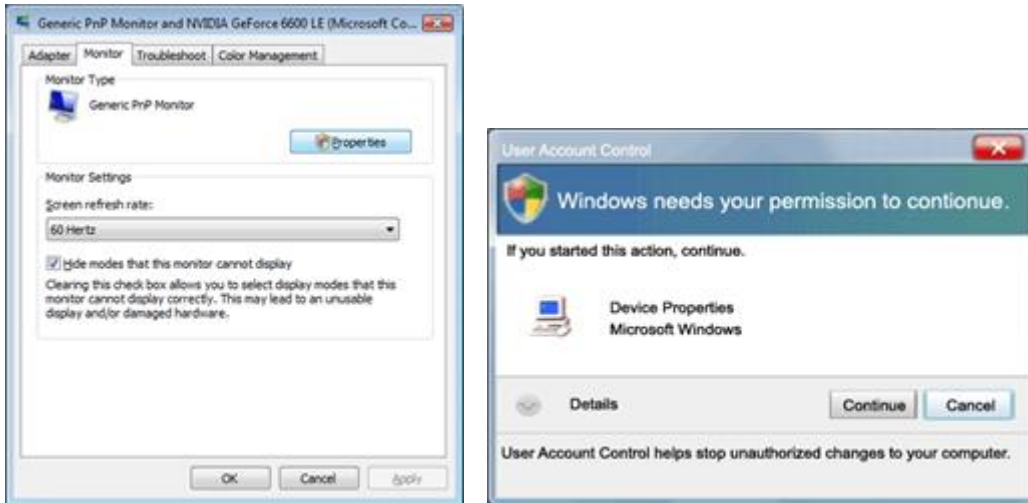 Generic PnP Monitor and NVIDIA GeForce 6600 LE (Microsoft Co...
Adapter Monitor Troubleshoot Color Management
Monitor Type
Generic PnP Monitor
Properties
Monitor Settings
Screen refresh rate:
60 Hertz
Hide modes that this monitor cannot display
Clearing this check box allows you to select display modes that this
monitor cannot display correctly. This may lead to an unusable
display and/or damaged hardware.
OK Cancel Apply
User Account Control
Windows needs your permission to contionue.
If you started this action, continue.
Device Properties
Microsoft Windows
Details Continue Cancel
User Account Control helps stop unauthorized changes to your computer.